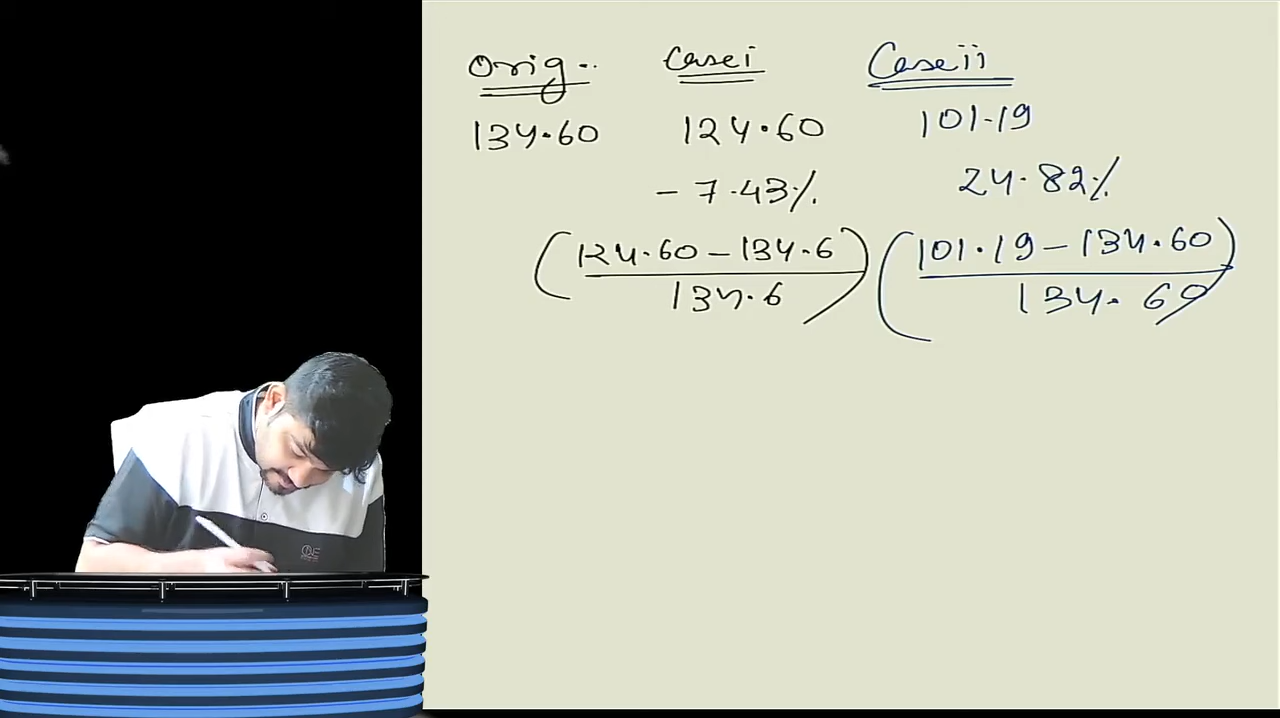 Orig.. Case i Case ii
134.60 124.60 101.19
- 7.43% 24.82%
(124.60 - 134.6 / 134.6) (101.19 - 134.60 / 134.60)